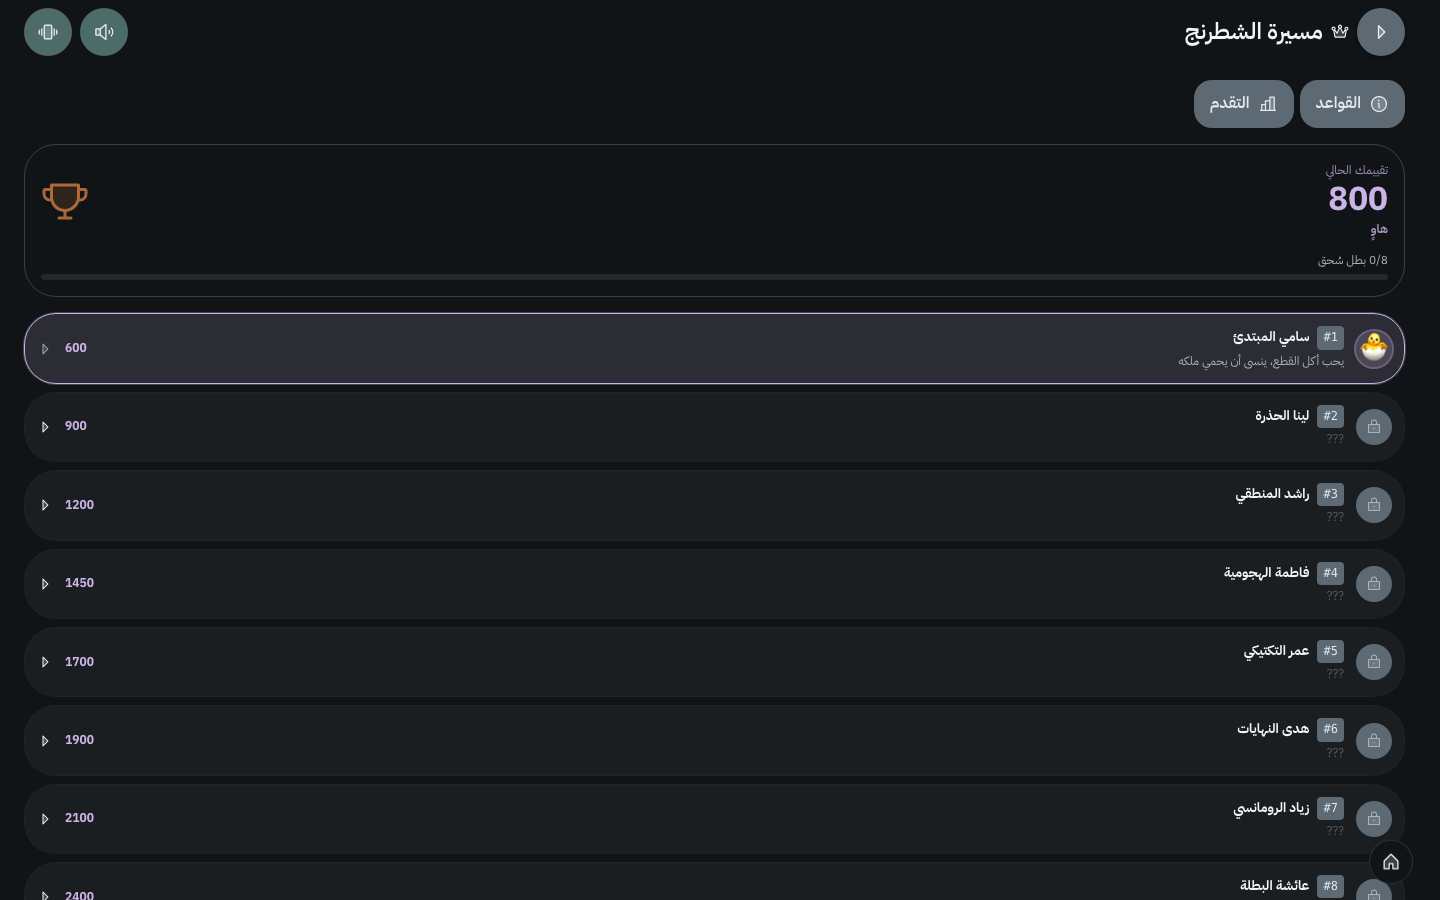 مسيرة الشطرنج
القواعد
التقدم
تقييمك الحالي
800
هاوٍ
0/8 بطل سُحق
#1 سامي المبتدئ
يحب أكل القطع، ينسى أن يحمي ملكه
600
#2 لينا الحذرة
???
900
#3 راشد المنطقي
???
1200
#4 فاطمة الهجومية
???
1450
#5 عمر التكتيكي
???
1700
#6 هدى النهايات
???
1900
#7 زياد الرومانسي
???
2100
#8 عائشة البطلة
2400